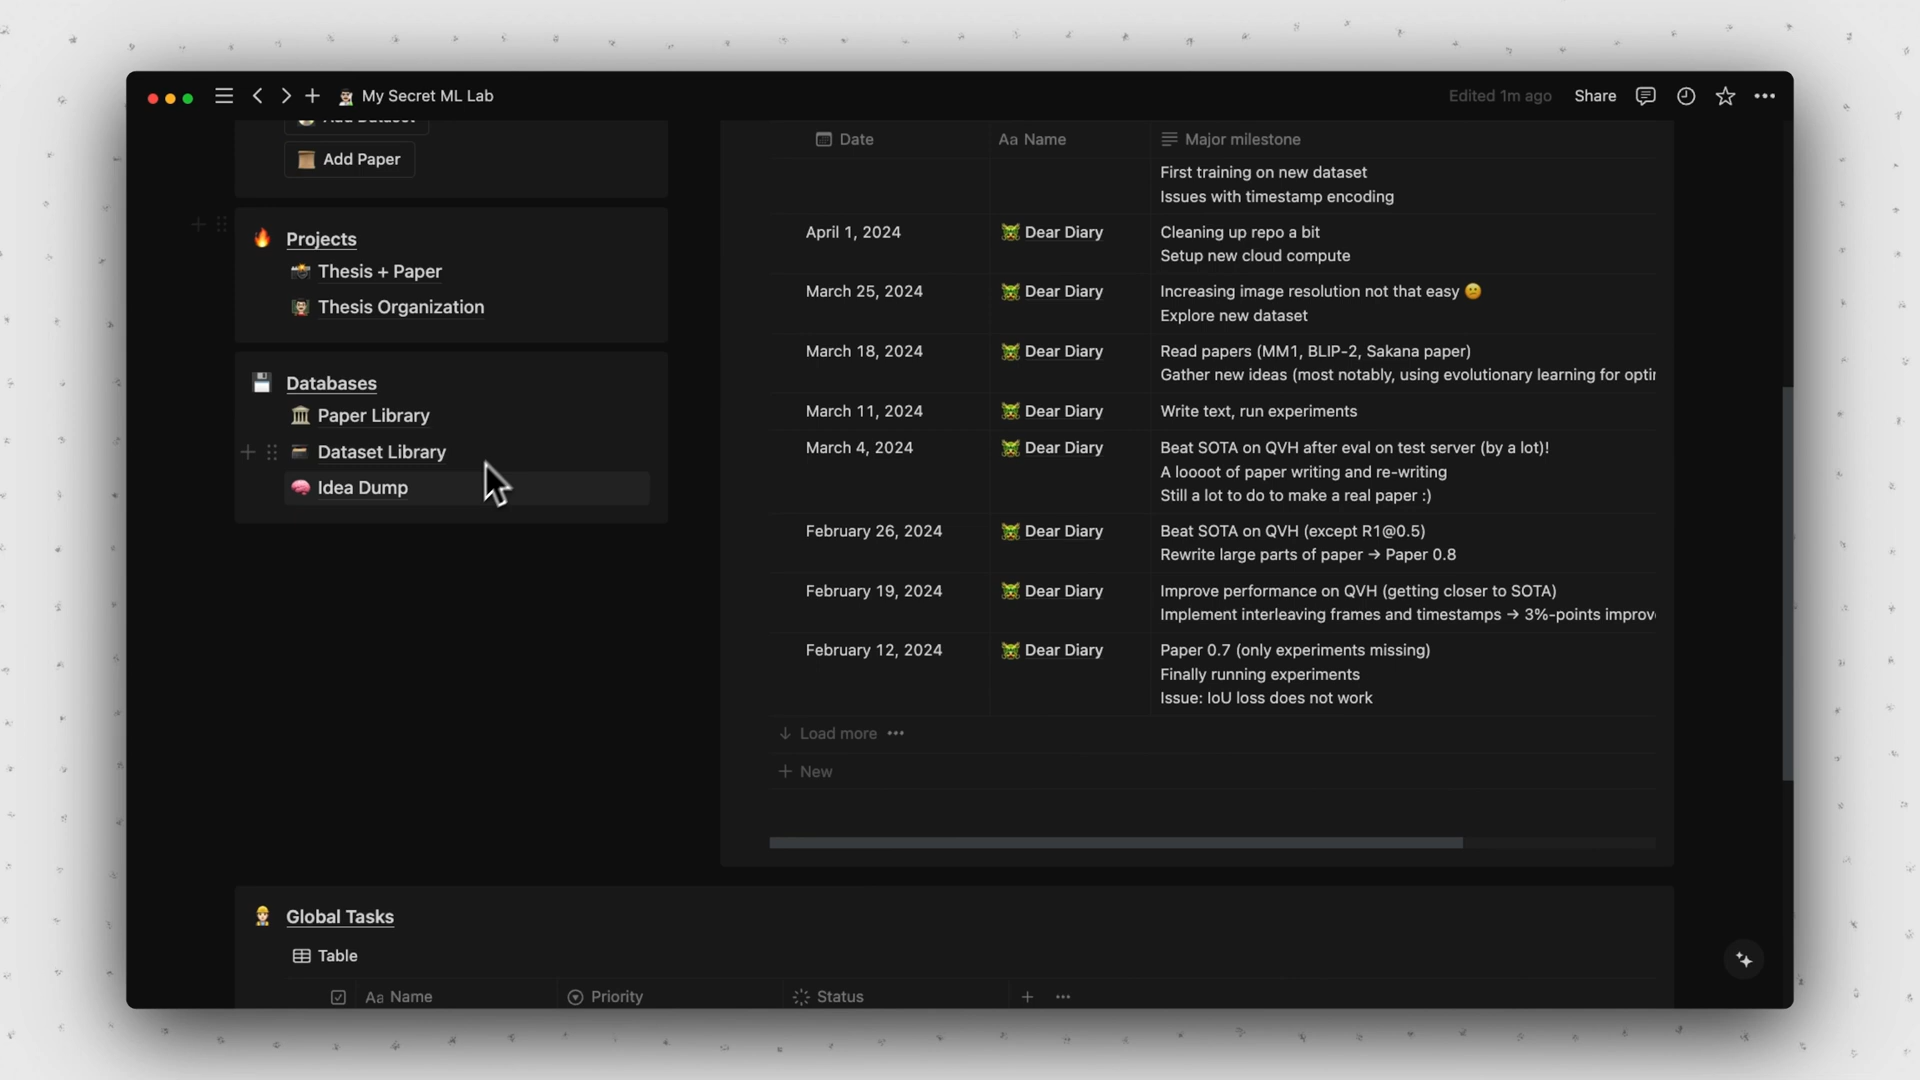 My Secret ML Lab
Edited 1m ago
Share
Add Dataset
Add Paper
Projects
Thesis + Paper
Thesis Organization
Databases
Paper Library
Dataset Library
Idea Dump
Date
Aa Name
Major milestone
First training on new dataset
Issues with timestamp encoding
April 1, 2024
Dear Diary
Cleaning up repo a bit
Setup new cloud compute
March 25, 2024
Dear Diary
Increasing image resolution not that easy 😕
Explore new dataset
March 18, 2024
Dear Diary
Read papers (MM1, BLIP-2, Sakana paper)
Gather new ideas (most notably, using evolutionary learning for optir
March 11, 2024
Dear Diary
Write text, run experiments
March 4, 2024
Dear Diary
Beat SOTA on QVH after eval on test server (by a lot)!
A loooot of paper writing and re-writing
Still a lot to do to make a real paper :)
February 26, 2024
Dear Diary
Beat SOTA on QVH (except R1@0.5)
Rewrite large parts of paper → Paper 0.8
February 19, 2024
Dear Diary
Improve performance on QVH (getting closer to SOTA)
Implement interleaving frames and timestamps → 3%-points improv
February 12, 2024
Dear Diary
Paper 0.7 (only experiments missing)
Finally running experiments
Issue: IoU loss does not work
Load more
New
Global Tasks
Table
Aa Name
Priority
Status